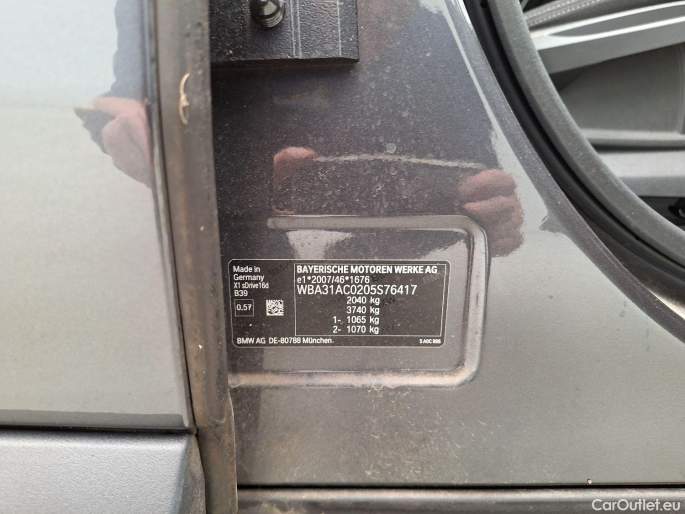 Made in
Germany
X1 sDrive16d
B39
0.57
BAYERISCHE MOTOREN WERKE AG
e1*2007/46*1676
WBA31AC0205S76417
2040 kg
3740 kg
1-. 1065 kg
2-. 1070 kg
BMW AG DE-80788 München.
CarOutlet.eu